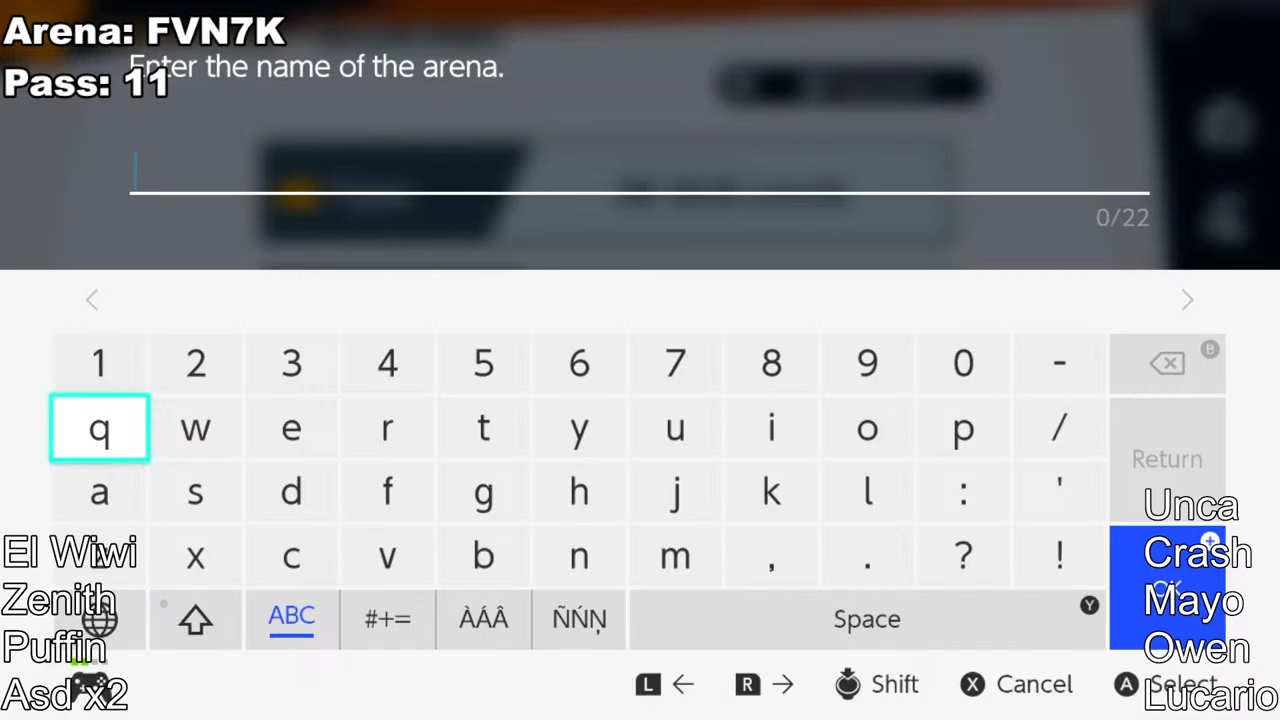 Arena: FVN7K
Enter the name of the arena.
Pass: 11
0/22
1 2 3 4 5 6 7 8 9 0 -
B
q w e r t y u i o p /
Return
a s d f g h j k l : '
x c v b n m , . ? !
OK
+
ABC #+= ÀÁÂ ÑŃŅ Space
Y
El Wiwi
Zenith
Puffin
Asd x2
Unca
Crash
Mayo
Owen
Lucario
L ← R → Shift X Cancel A Select